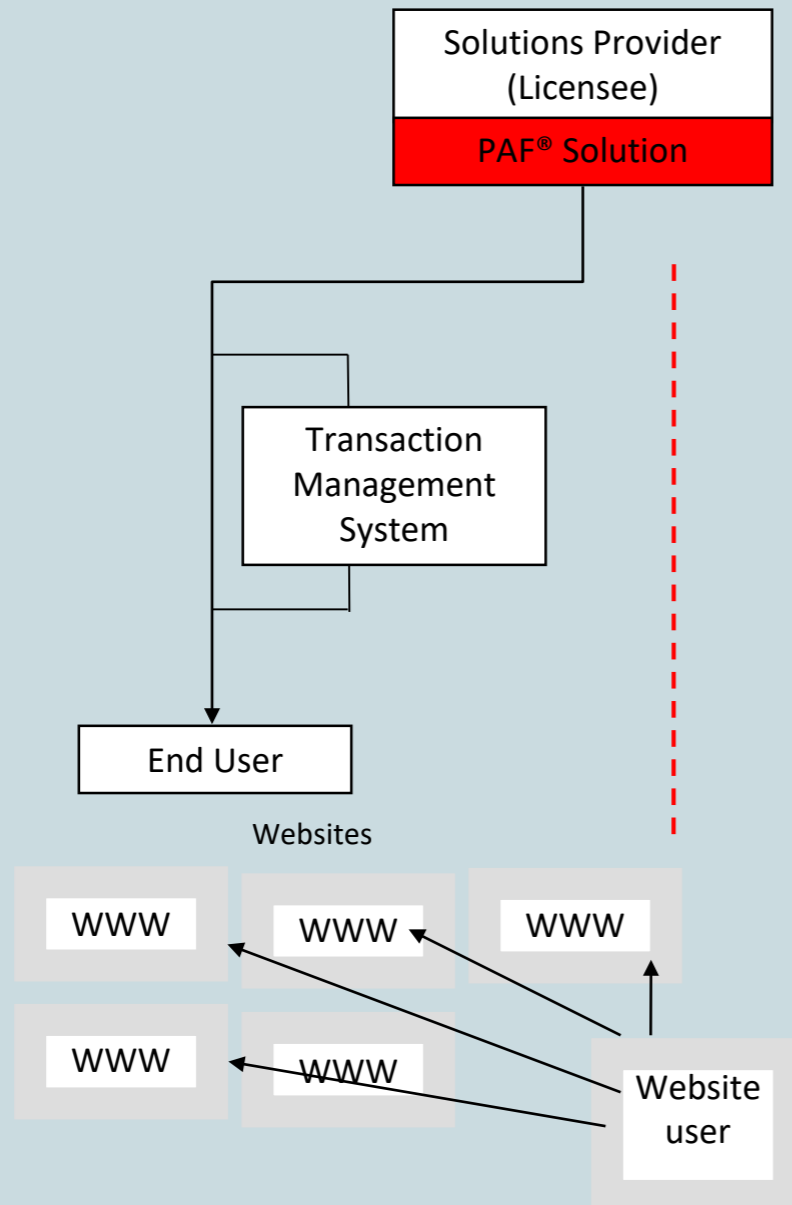 Solutions Provider
(Licensee)
PAF® Solution
Transaction
Management
System
End User
Websites
WWW
WWW
WWW
WWW
WWW
Website
user